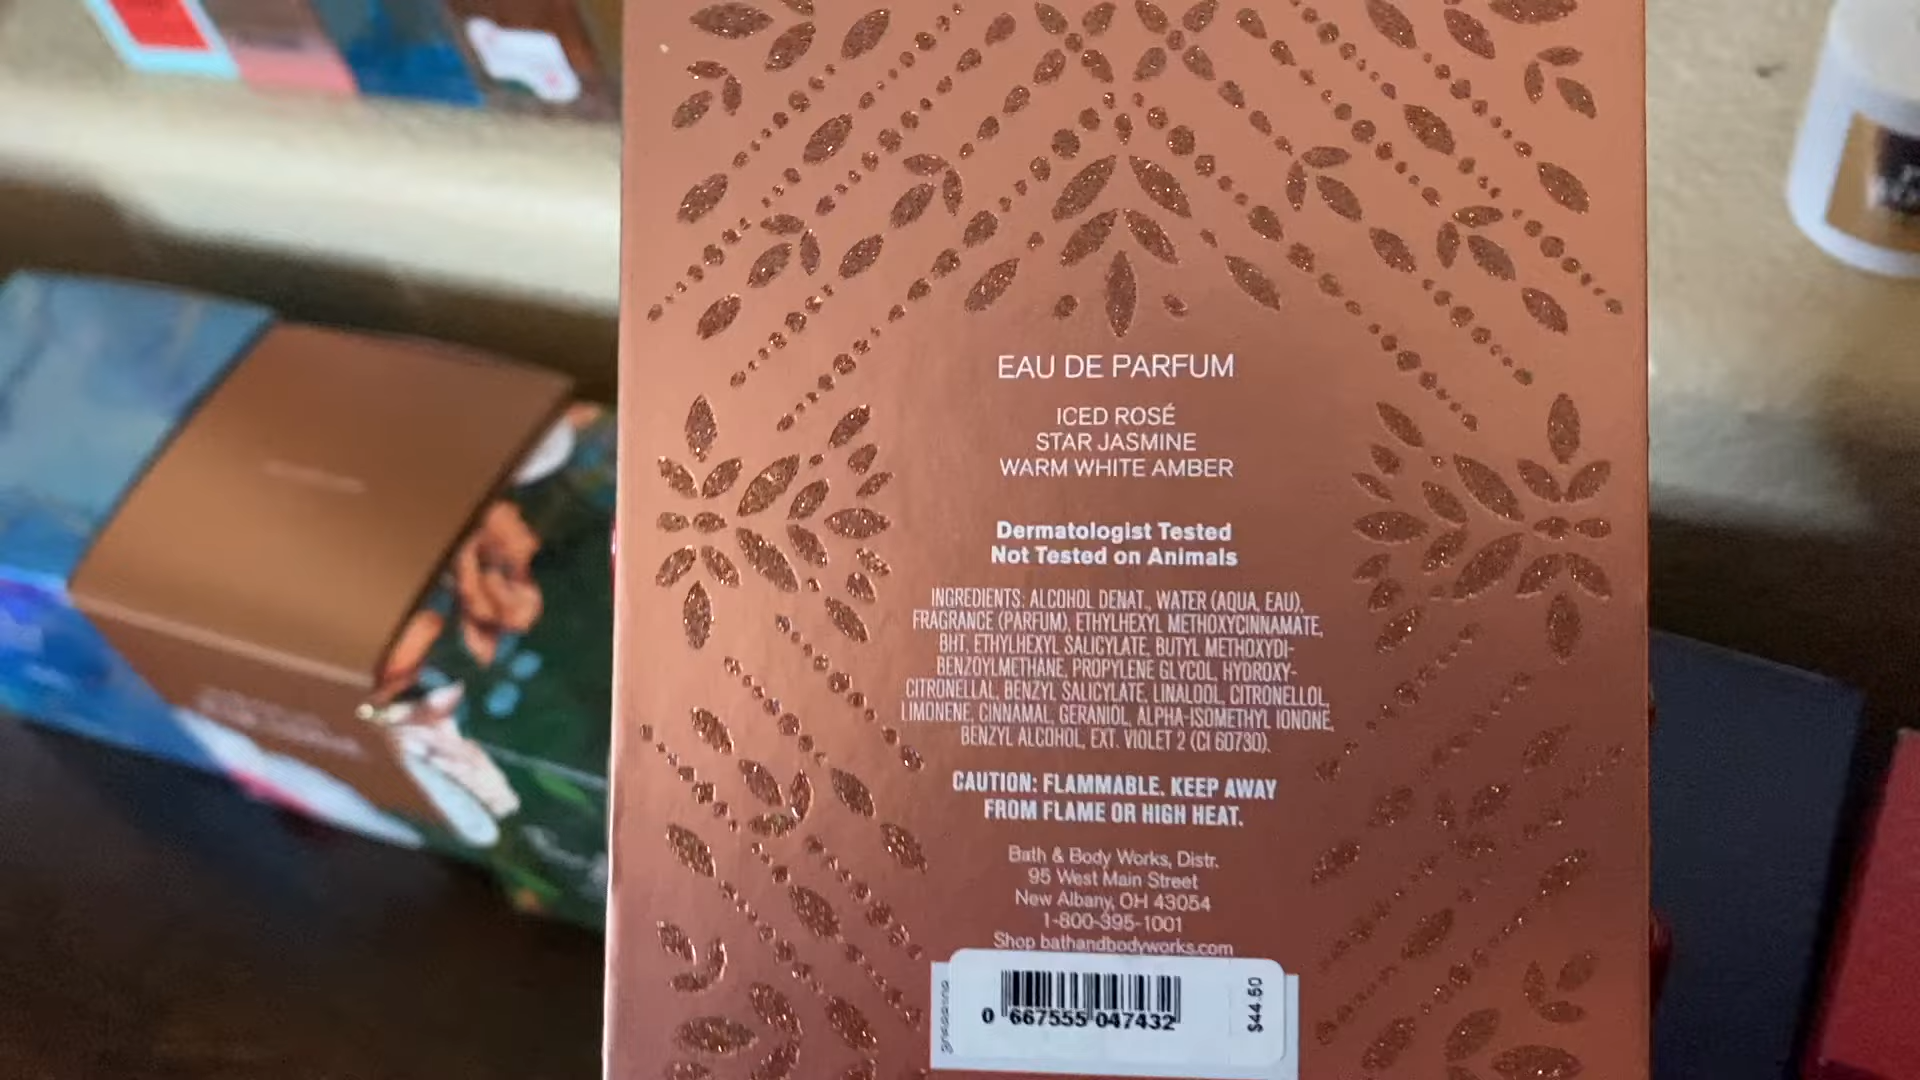 EAU DE PARFUM
ICED ROSÉ
STAR JASMINE
WARM WHITE AMBER
Dermatologist Tested
Not Tested on Animals
INGREDIENTS: ALCOHOL DENAT., WATER (AQUA, EAU),
FRAGRANCE (PARFUM), ETHYLHEXYL METHOXYCINNAMATE,
BHT, ETHYLHEXYL SALICYLATE, BUTYL METHOXYDI-
BENZOYLMETHANE, PROPYLENE GLYCOL, HYDROXY-
CITRONELLAL, BENZYL SALICYLATE, LINALOOL, CITRONELLOL,
LIMONENE, CINNAMAL, GERANIOL, ALPHA-ISOMETHYL IONONE,
BENZYL ALCOHOL, EXT. VIOLET 2 (CI 60730).
CAUTION: FLAMMABLE. KEEP AWAY
FROM FLAME OR HIGH HEAT.
Bath & Body Works, Distr.
95 West Main Street
New Albany, OH 43054
1-800-395-1001
Shop bathandbodyworks.com
0 667555 047432
$44.50